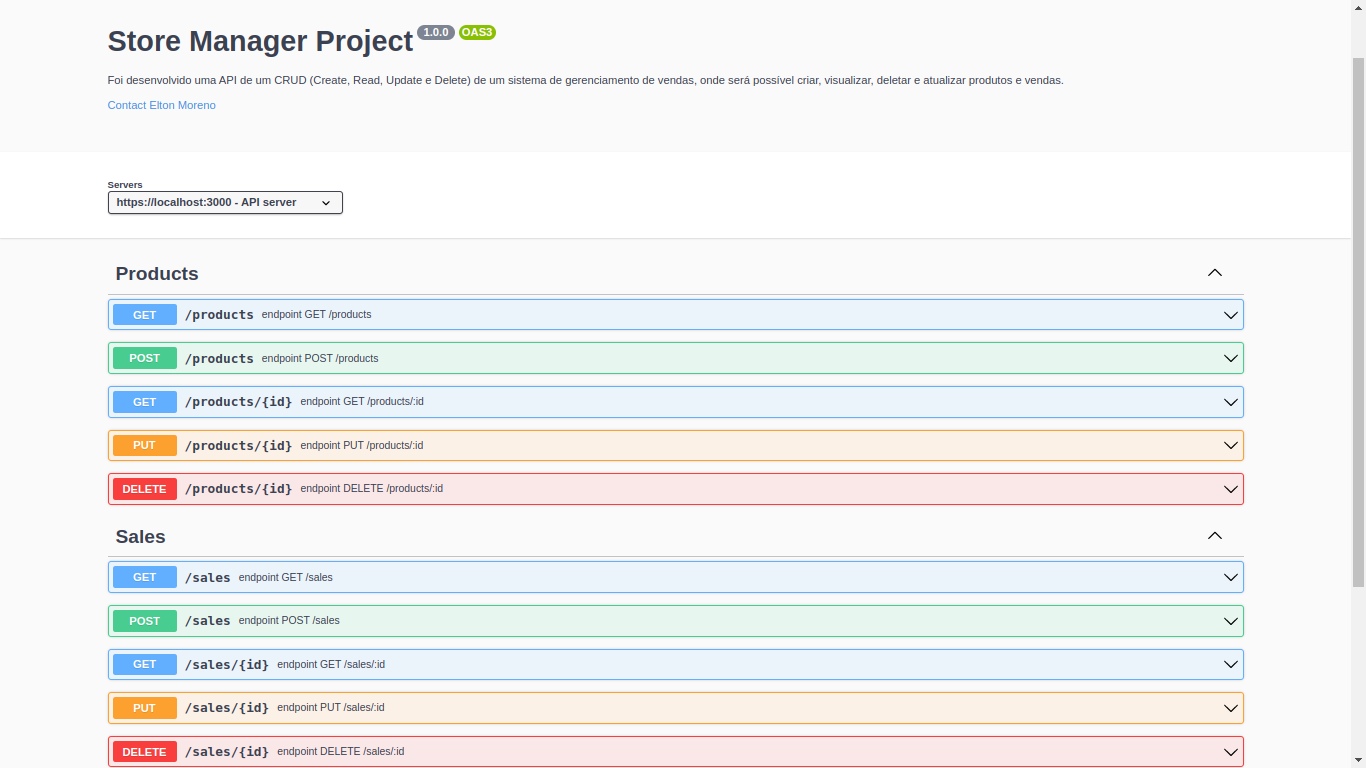 Store Manager Project 1.0.0 OAS3
Foi desenvolvido uma API de um CRUD (Create, Read, Update e Delete) de um sistema de gerenciamento de vendas, onde será possível criar, visualizar, deletar e atualizar produtos e vendas.
Contact Elton Moreno
Servers
https://localhost:3000 - API server
Products
GET /products endpoint GET /products
POST /products endpoint POST /products
GET /products/{id} endpoint GET /products/:id
PUT /products/{id} endpoint PUT /products/:id
DELETE /products/{id} endpoint DELETE /products/:id
Sales
GET /sales endpoint GET /sales
POST /sales endpoint POST /sales
GET /sales/{id} endpoint GET /sales/:id
PUT /sales/{id} endpoint PUT /sales/:id
DELETE /sales/{id} endpoint DELETE /sales/:id